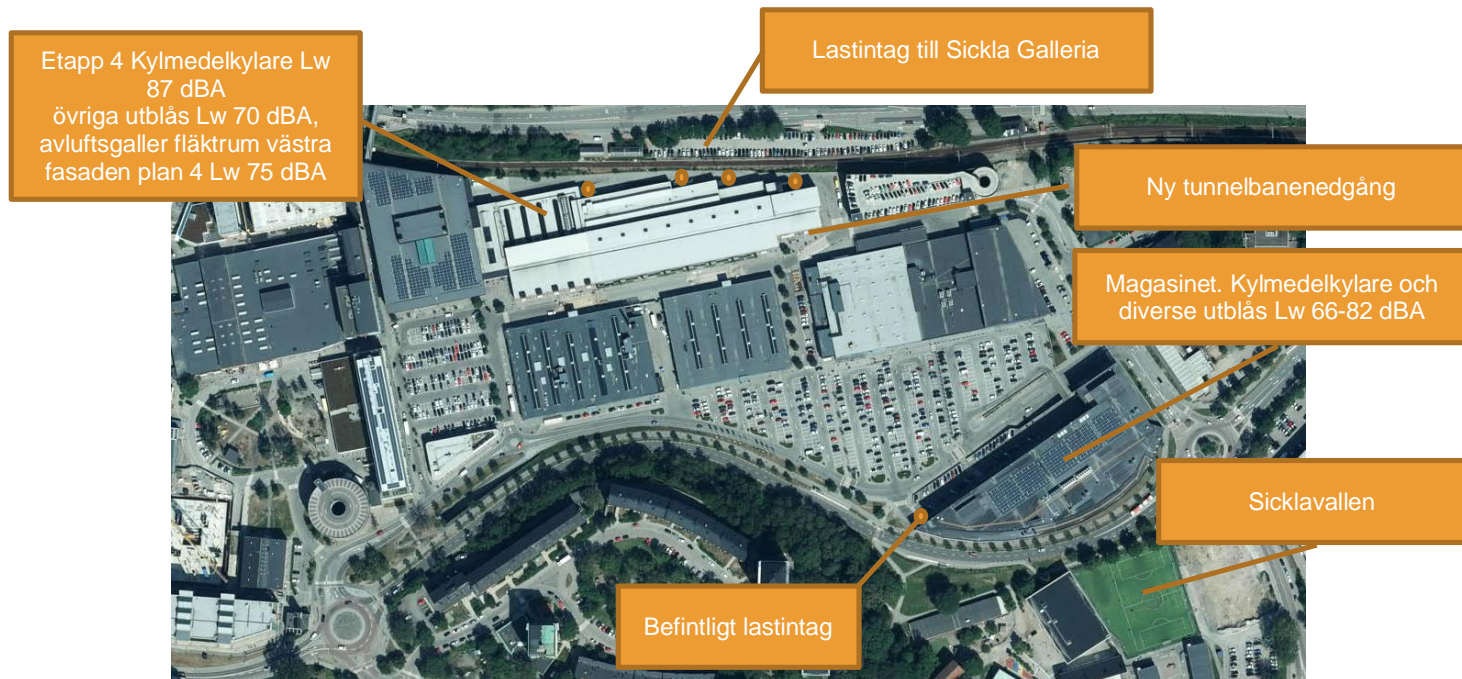 Etapp 4 Kylmedelkylare Lw
87 dBA
övriga utblås Lw 70 dBA,
avluftsgaller fläktrum västra
fasaden plan 4 Lw 75 dBA
Lastintag till Sickla Galleria
Ny tunnelbanenedgång
Magasinet. Kylmedelkylare och
diverse utblås Lw 66-82 dBA
Sicklavallen
Befintligt lastintag